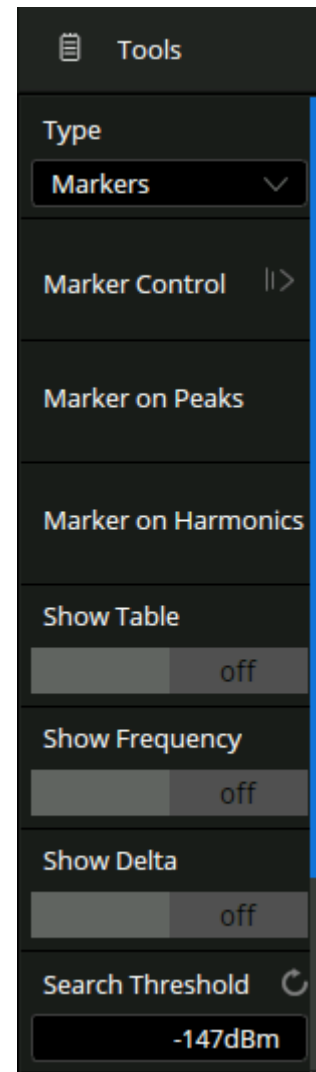 Tools
Type
Markers
Marker Control
Marker on Peaks
Marker on Harmonics
Show Table
off
Show Frequency
off
Show Delta
off
Search Threshold
-147dBm